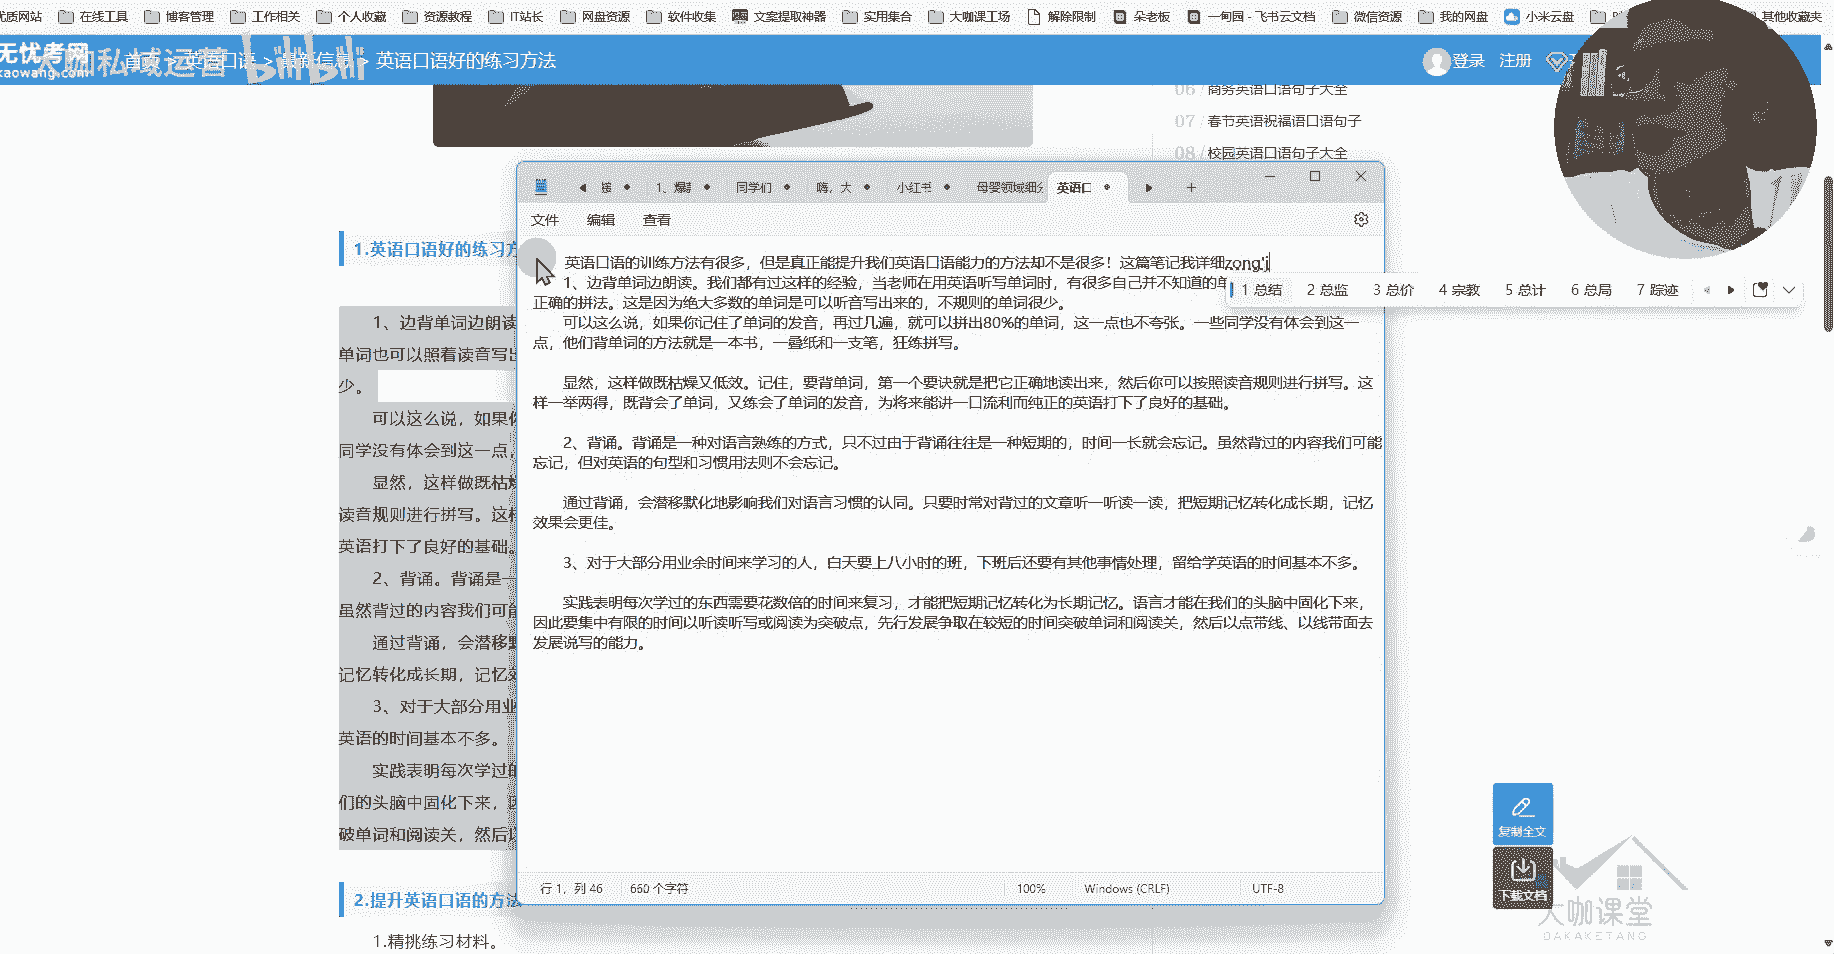 优质网站 在线工具 博客管理 工作相关 个人收藏 资源教程 IT站长 网盘资源 软件收集 文案提取神器 实用集合 大咖课工场 解除限制 朵老板 一甸园 - 飞书云文档 微信资源 我的网盘 小米云盘 其他收藏夹
无忧考网
kaowang.com
大咖私域运营 bilibili
首页 > 英语口语 > 最新信息 > 英语口语好的练习方法
登录 注册
06 / 商务英语口语句子大全
07 / 春节英语祝福语口语句子
08 / 校园英语口语句子大全
1、爆 同学们 嗨，大 小红书 母婴领域细分 英语口
文件 编辑 查看
1.英语口语好的练习方
英语口语的训练方法有很多，但是真正能提升我们英语口语能力的方法却不是很多！这篇笔记我详细zong'j
1 总结 2 总监 3 总价 4 宗教 5 总计 6 总局 7 踪迹
1、边背单词边朗读。我们都有过这样的经验，当老师在用英语听写单词时，有很多自己并不知道的单
正确的拼法。这是因为绝大多数的单词是可以听音写出来的，不规则的单词很少。
可以这么说，如果你记住了单词的发音，再过几遍，就可以拼出80%的单词，这一点也不夸张。一些同学没有体会到这一
点，他们背单词的方法就是一本书，一叠纸和一支笔，狂练拼写。
显然，这样做既枯燥又低效。记住，要背单词，第一个要诀就是把它正确地读出来，然后你可以按照读音规则进行拼写。这
样一举两得，既背会了单词，又练会了单词的发音，为将来能讲一口流利而纯正的英语打下了良好的基础。
2、背诵。背诵是一种对语言熟练的方式，只不过由于背诵往往是一种短期的，时间一长就会忘记。虽然背过的内容我们可能
忘记，但对英语的句型和习惯用法则不会忘记。
通过背诵，会潜移默化地影响我们对语言习惯的认同。只要时常对背过的文章听一听读一读，把短期记忆转化成长期，记忆
效果会更佳。
3、对于大部分用业余时间来学习的人，白天要上八小时的班，下班后还要有其他事情处理，留给学英语的时间基本不多。
实践表明每次学过的东西需要花数倍的时间来复习，才能把短期记忆转化为长期记忆。语言才能在我们的头脑中固化下来，
因此要集中有限的时间以听读听写或阅读为突破点，先行发展争取在较短的时间突破单词和阅读关，然后以点带线、以线带面去
发展说写的能力。
行 1，列 46 660 个字符 100% Windows (CRLF) UTF-8
1、边背单词边朗读
单词也可以照着读音写出
少。
可以这么说，如果你
同学没有体会到这一点，
显然，这样做既枯燥
读音规则进行拼写。这样
英语打下了良好的基础。
2、背诵。背诵是一
虽然背过的内容我们可能
通过背诵，会潜移默
记忆转化成长期，记忆效
3、对于大部分用业
英语的时间基本不多。
实践表明每次学过的
们的头脑中固化下来，因
破单词和阅读关，然后以
2.提升英语口语的方法
1.精挑练习材料。
复制全文
下载文档
大咖课堂
DAKAKETANG